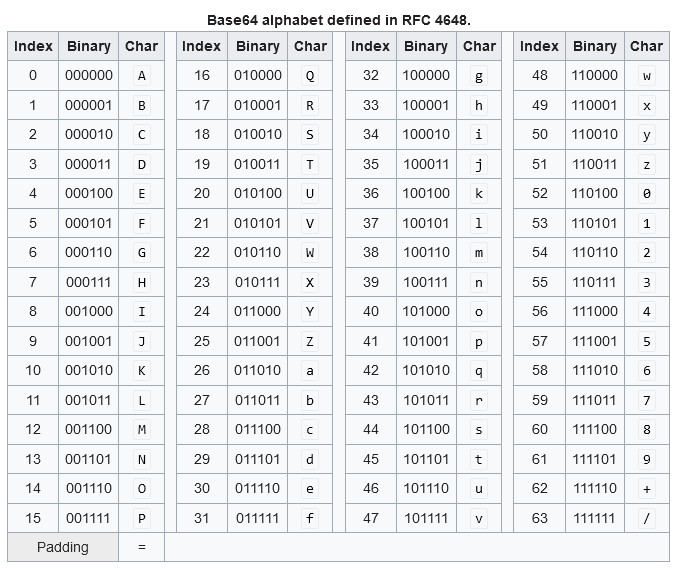 Base64 alphabet defined in RFC 4648.
Index Binary Char Index Binary Char Index Binary Char Index Binary Char
0 000000 A 16 010000 Q 32 100000 g 48 110000 w
1 000001 B 17 010001 R 33 100001 h 49 110001 x
2 000010 C 18 010010 S 34 100010 i 50 110010 y
3 000011 D 19 010011 T 35 100011 j 51 110011 z
4 000100 E 20 010100 U 36 100100 k 52 110100 0
5 000101 F 21 010101 V 37 100101 l 53 110101 1
6 000110 G 22 010110 W 38 100110 m 54 110110 2
7 000111 H 23 010111 X 39 100111 n 55 110111 3
8 001000 I 24 011000 Y 40 101000 o 56 111000 4
9 001001 J 25 011001 Z 41 101001 p 57 111001 5
10 001010 K 26 011010 a 42 101010 q 58 111010 6
11 001011 L 27 011011 b 43 101011 r 59 111011 7
12 001100 M 28 011100 c 44 101100 s 60 111100 8
13 001101 N 29 011101 d 45 101101 t 61 111101 9
14 001110 O 30 011110 e 46 101110 u 62 111110 +
15 001111 P 31 011111 f 47 101111 v 63 111111 /
Padding =